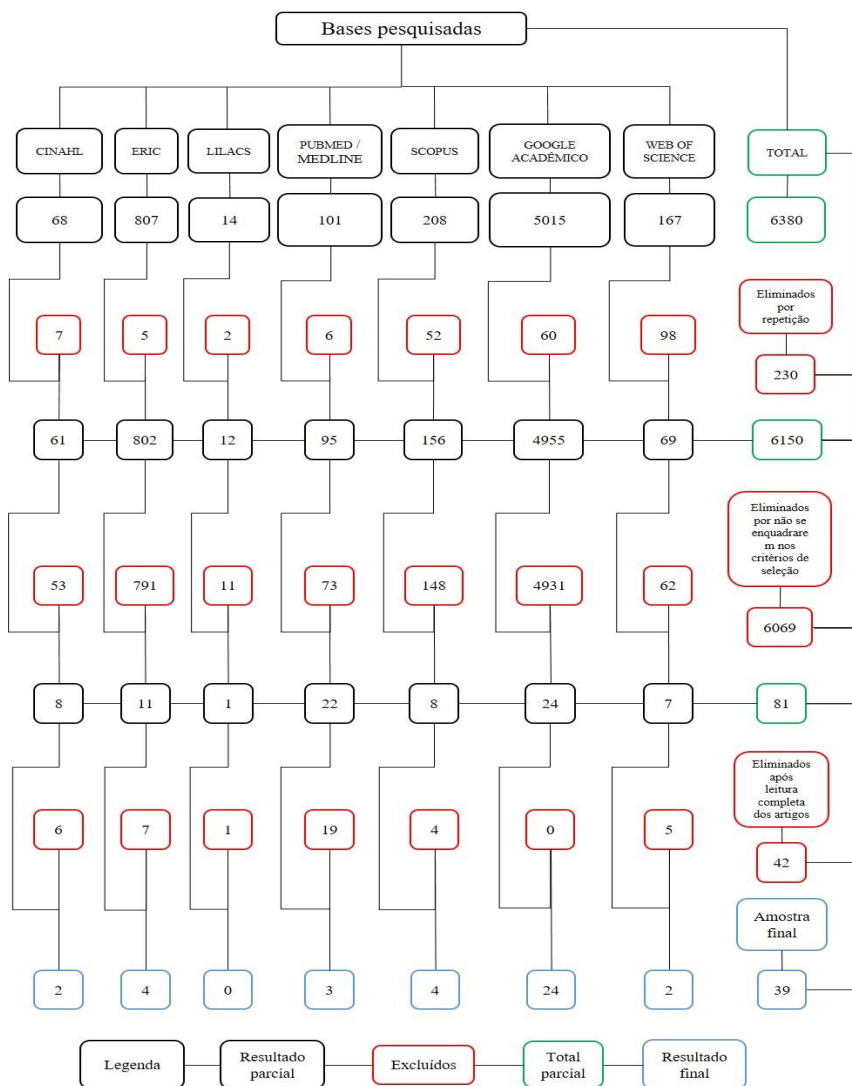 Bases pesquisadas
CINAHL
ERIC
LILACS
PUBMED /
MEDLINE
SCOPUS
GOOGLE
ACADÊMICO
WEB OF
SCIENCE
TOTAL
68
807
14
101
208
5015
167
6380
Eliminados
por
repetição
7
5
2
6
52
60
98
230
61
802
12
95
156
4955
69
6150
Eliminados
por não se
enquadrare
m nos
critérios de
seleção
53
791
11
73
148
4931
62
6069
8
11
1
22
8
24
7
81
Eliminados
após
leitura
completa
dos artigos
6
7
1
19
4
0
5
42
Amostra
final
2
4
0
3
4
24
2
39
Legenda
Resultado
parcial
Excluídos
Total
parcial
Resultado
final